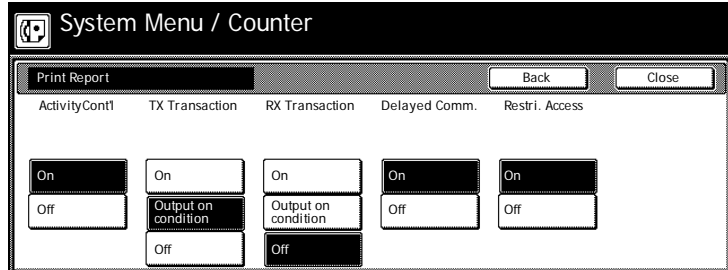 System Menu / Counter
Print Report Back Close
ActivityCont'l TX Transaction RX Transaction Delayed Comm. Restri. Access
On On On On On
Off Output on condition Output on condition Off Off
Off Off